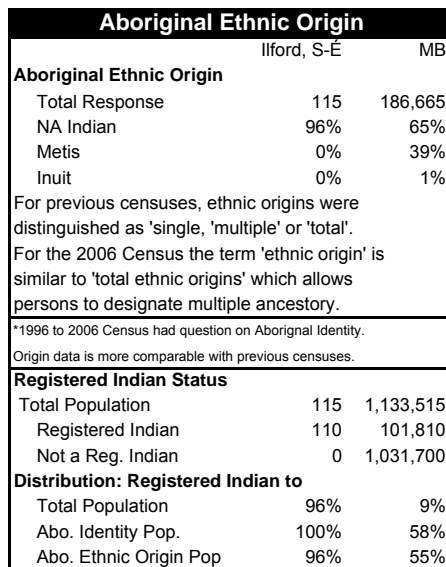 Aboriginal Ethnic Origin
Ilford, S-É MB
Aboriginal Ethnic Origin
Total Response 115 186,665
NA Indian 96% 65%
Metis 0% 39%
Inuit 0% 1%
For previous censuses, ethnic origins were
distinguished as 'single, 'multiple' or 'total'.
For the 2006 Census the term 'ethnic origin' is
similar to 'total ethnic origins' which allows
persons to designate multiple ancestory.
*1996 to 2006 Census had question on Aborignal Identity.
Origin data is more comparable with previous censuses.
Registered Indian Status
Total Population 115 1,133,515
Registered Indian 110 101,810
Not a Reg. Indian 0 1,031,700
Distribution: Registered Indian to
Total Population 96% 9%
Abo. Identity Pop. 100% 58%
Abo. Ethnic Origin Pop 96% 55%